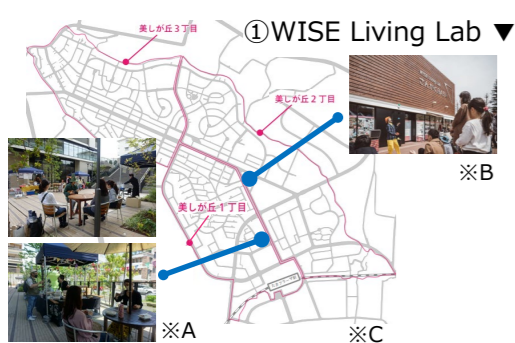 ①WISE Living Lab ▼
美しが丘3丁目
美しが丘2丁目
美しが丘1丁目
※B
※A
※C